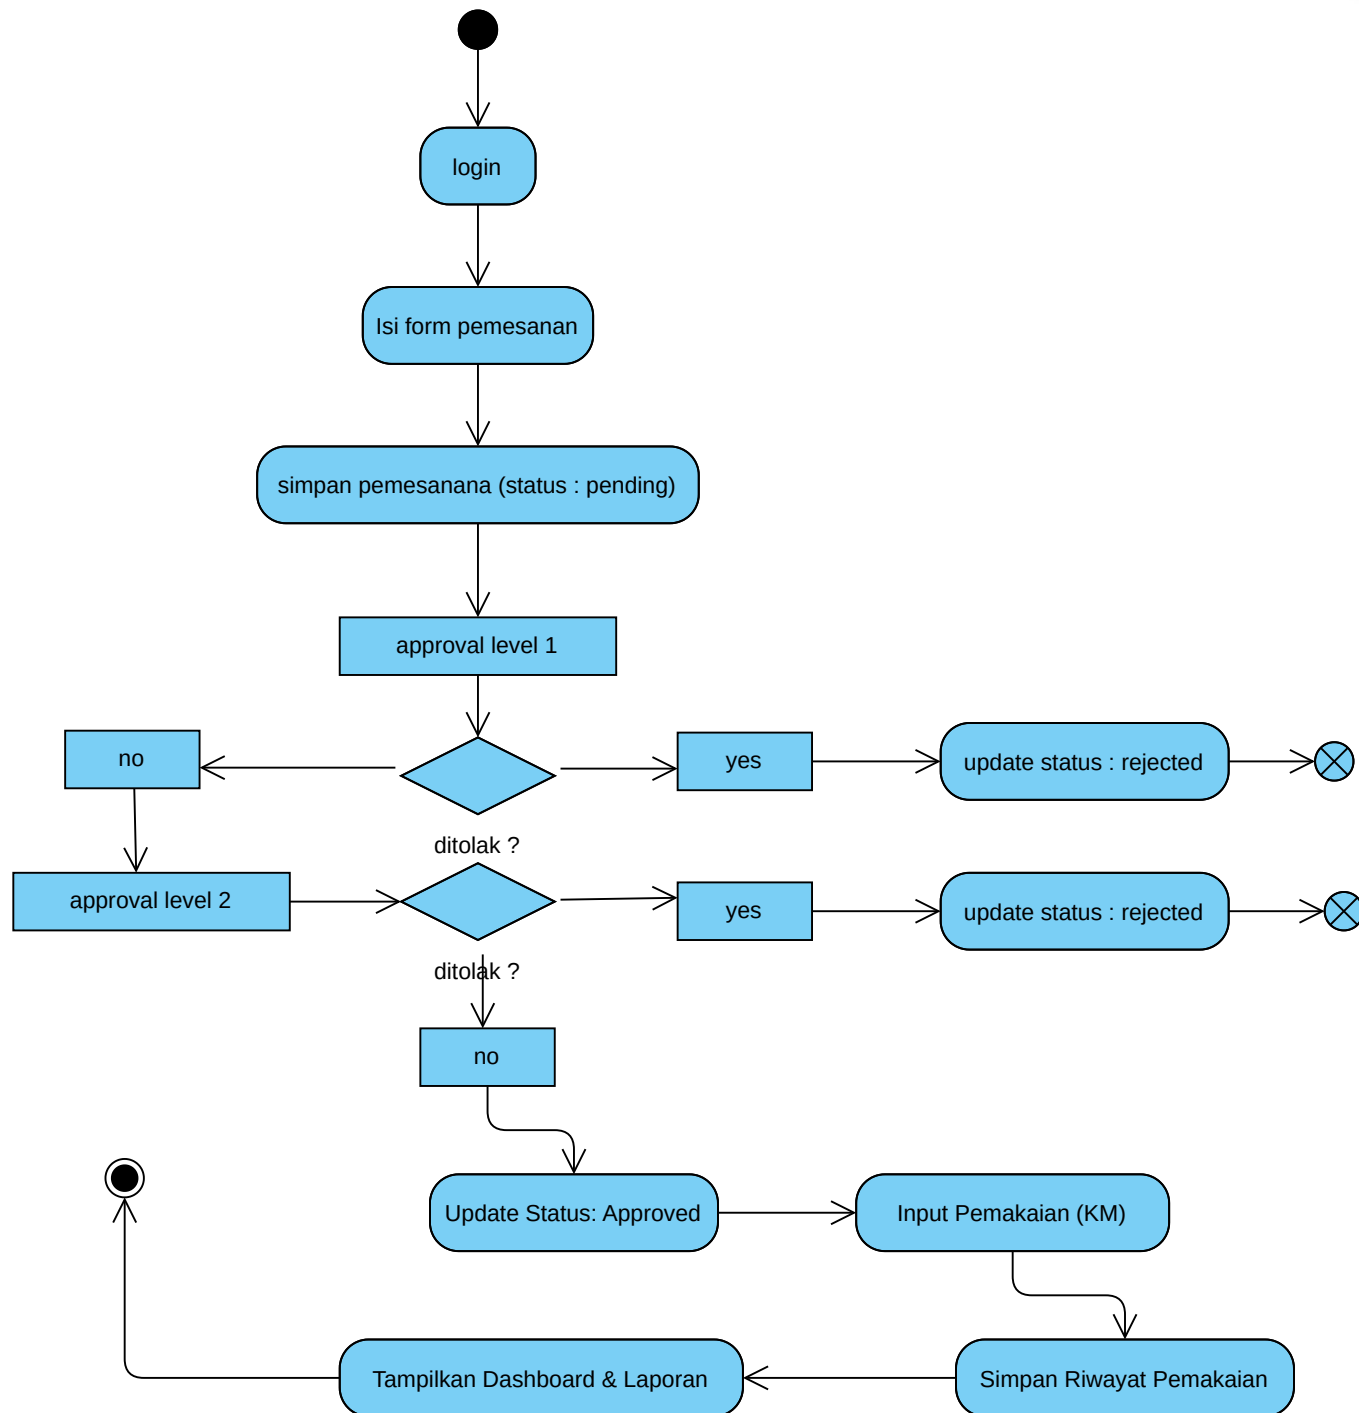 login
Isi form pemesanan
simpan pemesanana (status : pending)
approval level 1
no
yes
update status : rejected
ditolak ?
approval level 2
yes
update status : rejected
ditolak ?
no
Update Status: Approved
Input Pemakaian (KM)
Tampilkan Dashboard & Laporan
Simpan Riwayat Pemakaian